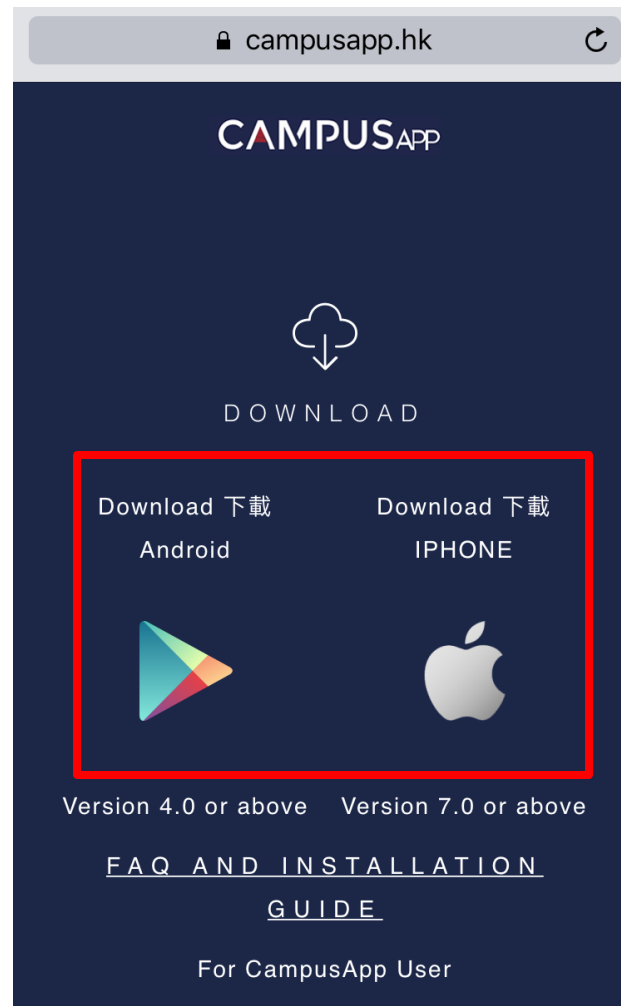 campusapp.hk
CAMPUSAPP
DOWNLOAD
Download 下載 Download 下載
Android IPHONE
Version 4.0 or above Version 7.0 or above
FAQ AND INSTALLATION
GUIDE
For CampusApp User